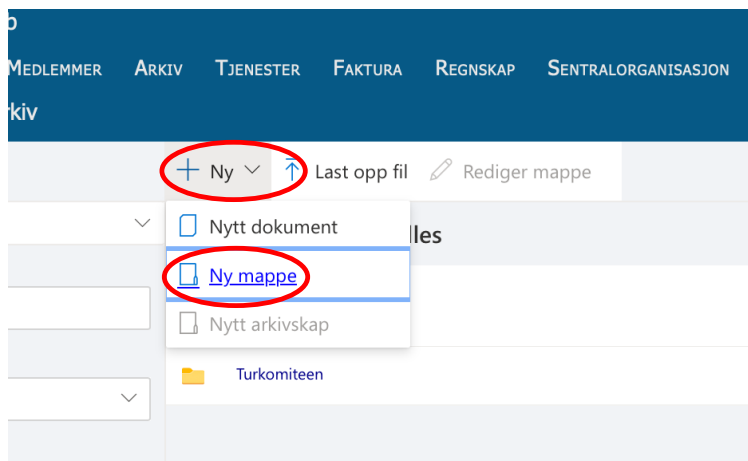 MEDLEMMER ARKIV TJENESTER FAKTURA REGNSKAP SENTRALORGANISASJON
rkiv
Ny Last opp fil Rediger mappe
Nytt dokument
lles
Ny mappe
Nytt arkivskap
Turkomiteen